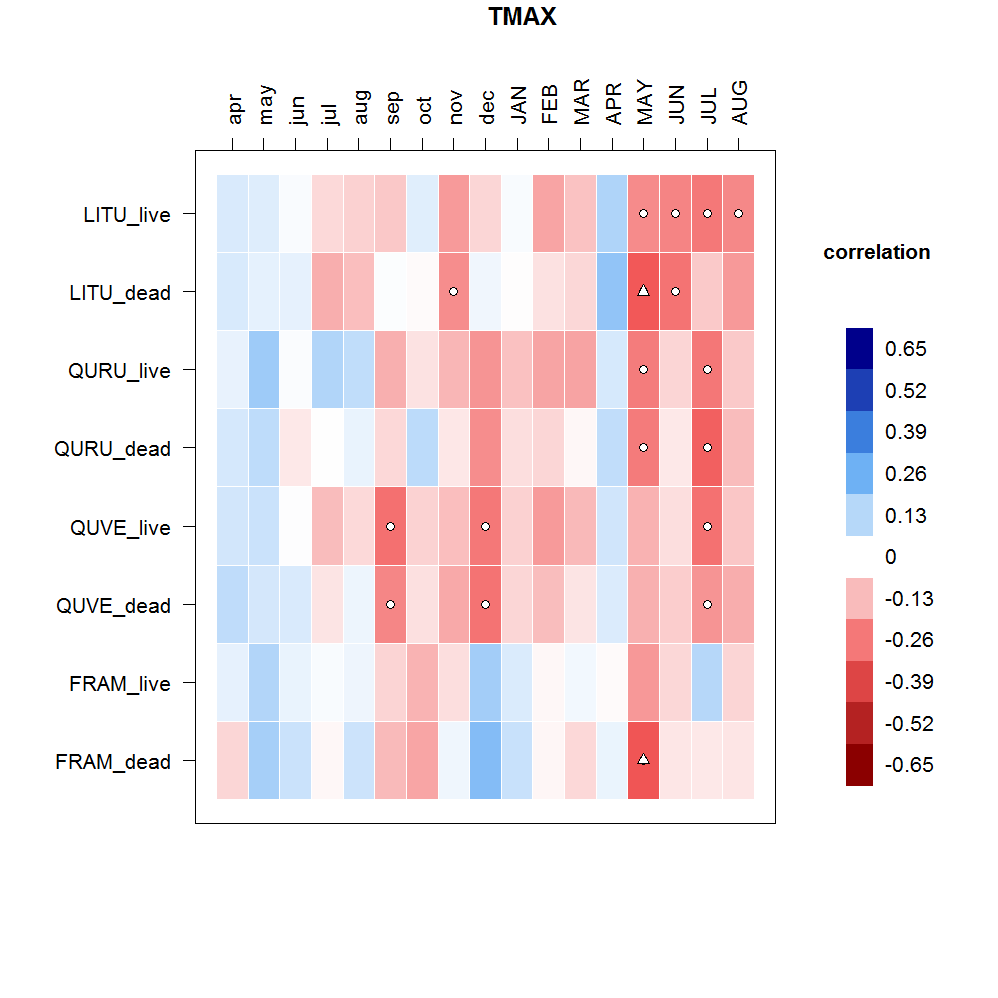 TMAX
apr may jun jul aug sep oct nov dec JAN FEB MAR APR MAY JUN JUL AUG
LITU_live
LITU_dead
QURU_live
QURU_dead
QUVE_live
QUVE_dead
FRAM_live
FRAM_dead
correlation
0.65
0.52
0.39
0.26
0.13
0
-0.13
-0.26
-0.39
-0.52
-0.65